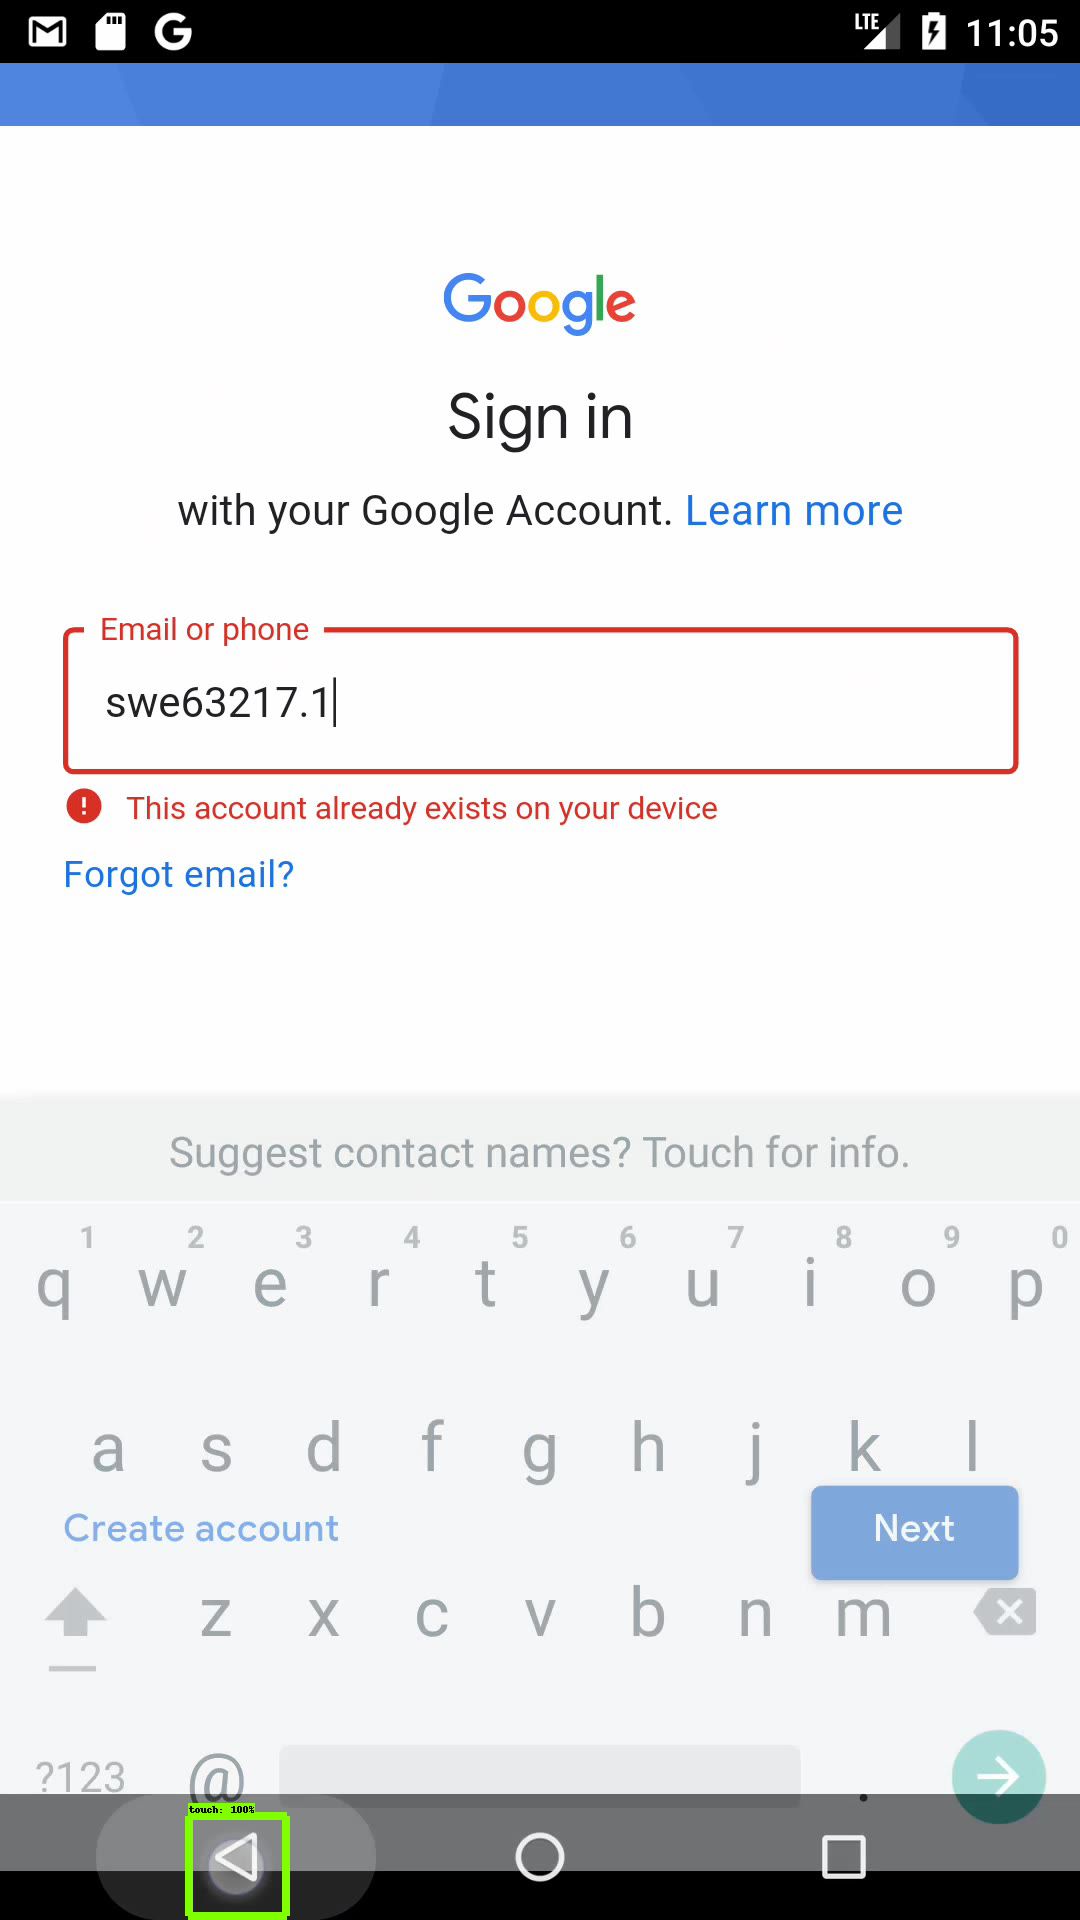 LTE 11:05
Google
Sign in
with your Google Account. Learn more
Email or phone
swe63217.1
This account already exists on your device
Forgot email?
Suggest contact names? Touch for info.
1 2 3 4 5 6 7 8 9 0
q w e r t y u i o p
a s d f g h j k l
Create account Next
z x c v b n m
?123 @ .
touch: 100%